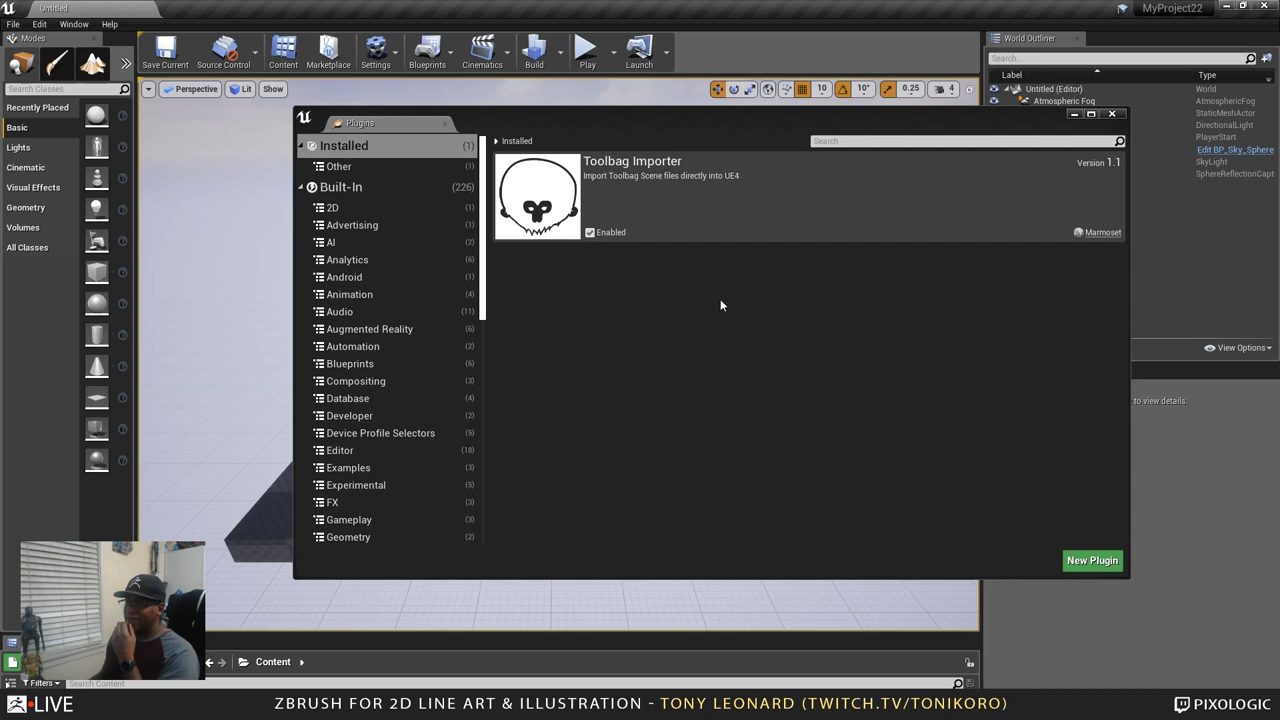 Untitled
MyProject22
File Edit Window Help
Modes
Search Classes
Recently Placed
Basic
Lights
Cinematic
Visual Effects
Geometry
Volumes
All Classes
Save Current
Source Control
Content
Marketplace
Settings
Blueprints
Cinematics
Build
Play
Launch
Perspective Lit Show
10 10° 0.25 4
World Outliner
Search...
Label Type
Untitled (Editor) World
Atmospheric Fog AtmosphericFog
StaticMeshActor
DirectionalLight
PlayerStart
Edit BP_Sky_Sphere
SkyLight
SphereReflectionCapt
View Options
to view details.
Plugins
Installed (1)
Other (1)
Built-In (226)
2D (1)
Advertising (1)
AI (2)
Analytics (6)
Android (1)
Animation (4)
Audio (11)
Augmented Reality (6)
Automation (2)
Blueprints (6)
Compositing (3)
Database (4)
Developer (2)
Device Profile Selectors (5)
Editor (18)
Examples (3)
Experimental (5)
FX (3)
Gameplay (3)
Geometry (2)
Installed
Search
Toolbag Importer Version 1.1
Import Toolbag Scene files directly into UE4
Enabled Marmoset
New Plugin
Content
Filters Search Content
LIVE ZBRUSH FOR 2D LINE ART & ILLUSTRATION - TONY LEONARD (TWITCH.TV/TONIKORO) PIXOLOGIC